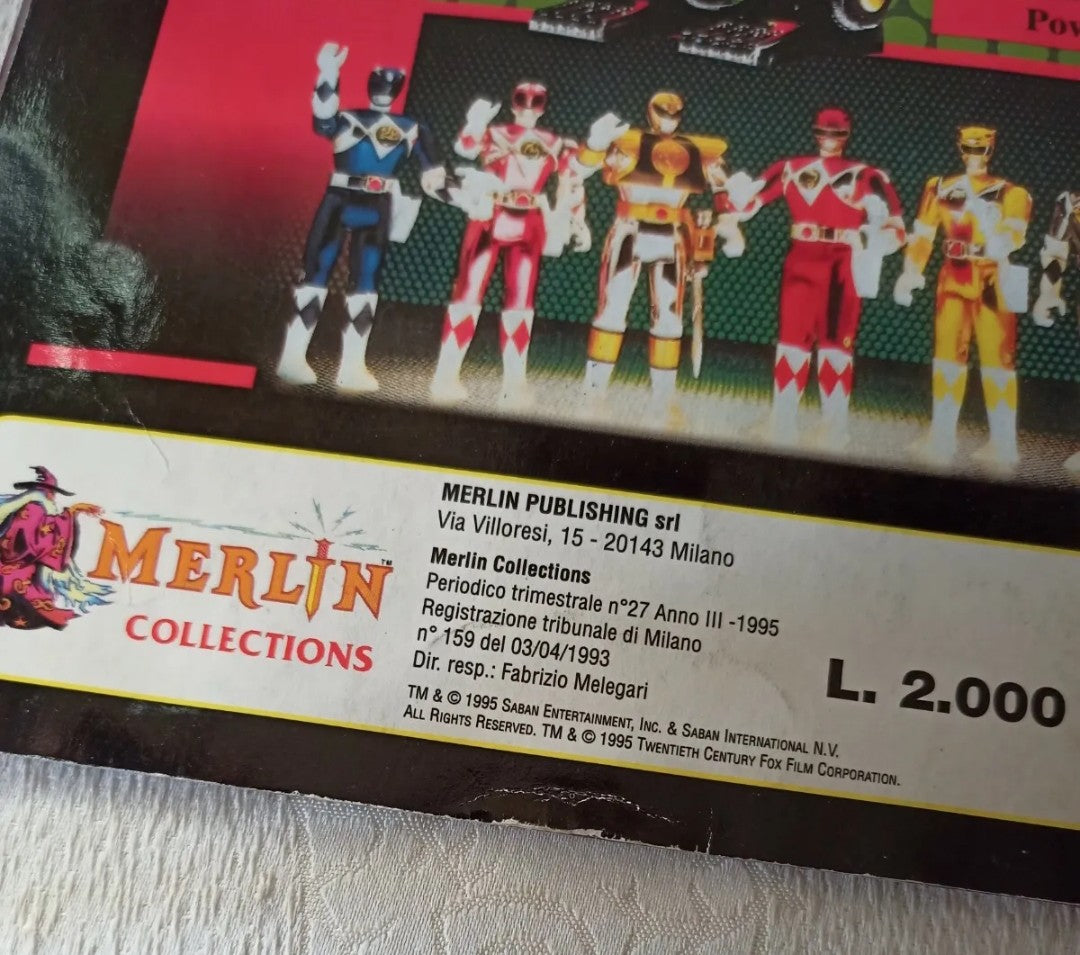 Pow
MERLIN™
COLLECTIONS
MERLIN PUBLISHING srl
Via Villoresi, 15 - 20143 Milano
Merlin Collections
Periodico trimestrale n°27 Anno III -1995
Registrazione tribunale di Milano
n° 159 del 03/04/1993
Dir. resp.: Fabrizio Melegari
TM & © 1995 SABAN ENTERTAINMENT, INC. & SABAN INTERNATIONAL N.V.
ALL RIGHTS RESERVED. TM & © 1995 TWENTIETH CENTURY FOX FILM CORPORATION.
L. 2.000